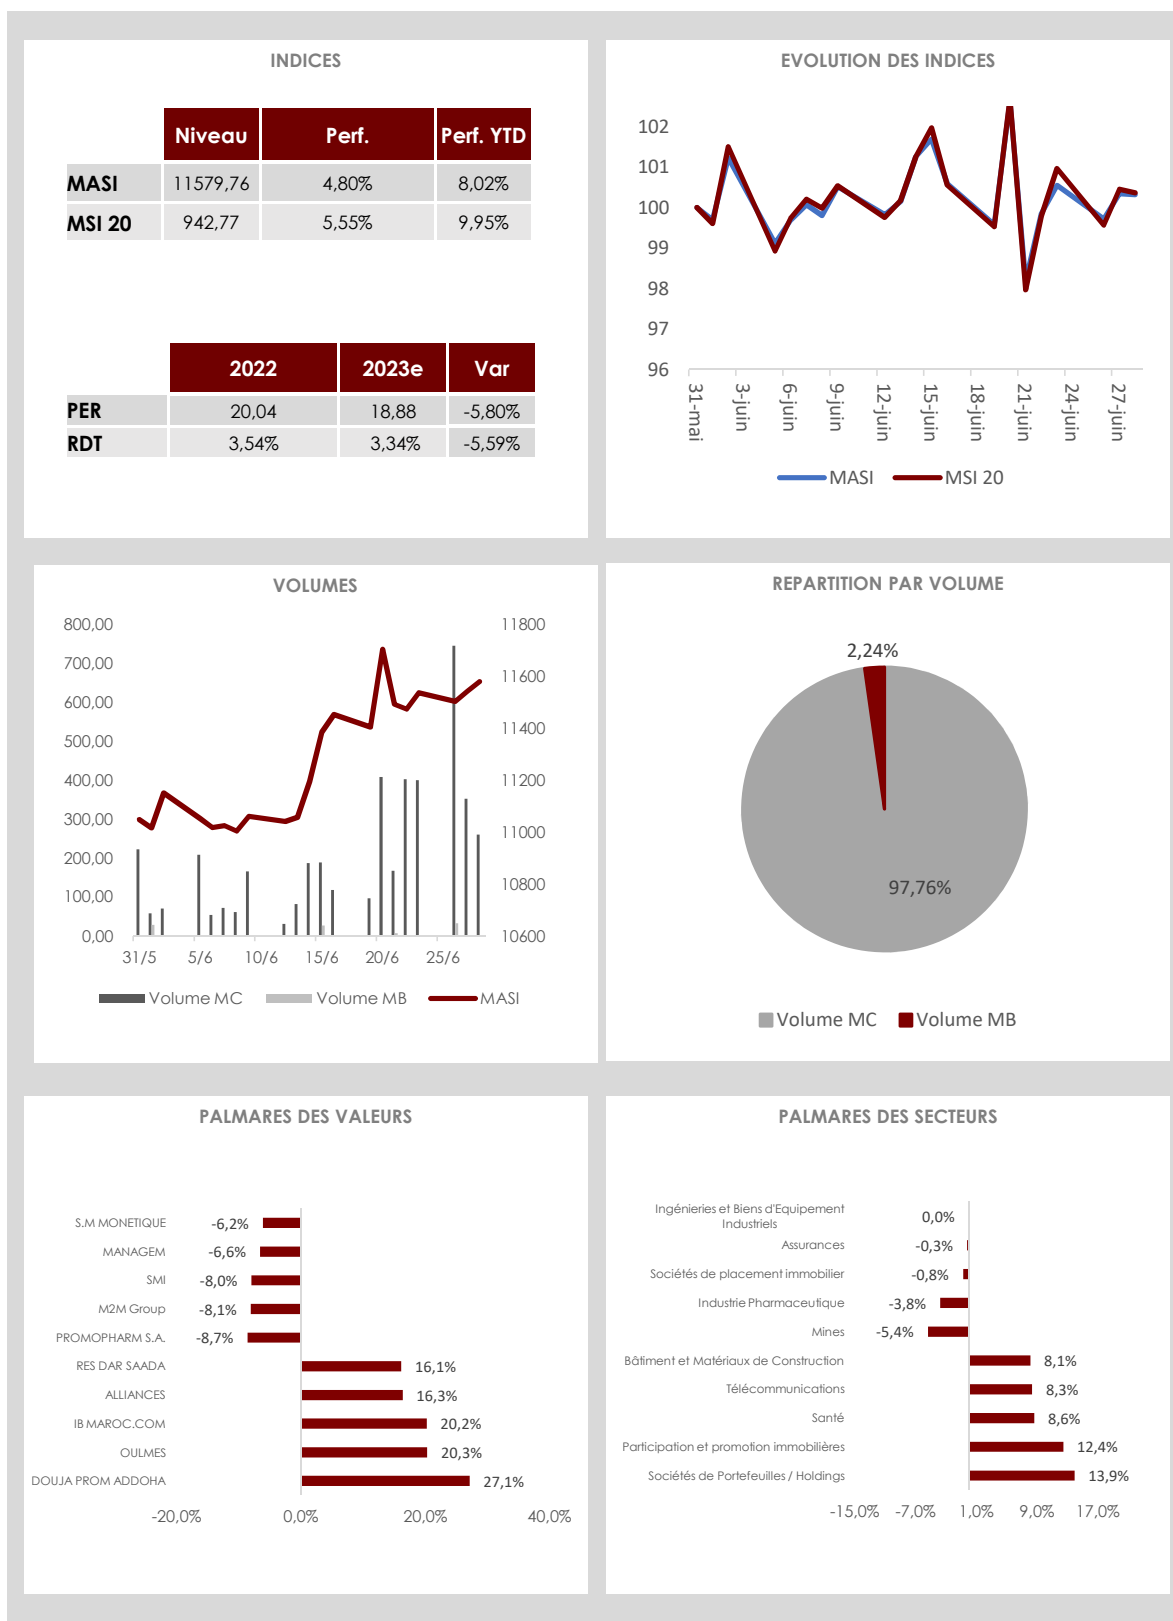 INDICES
Niveau Perf. Perf. YTD
MASI 11579,76 4,80% 8,02%
MSI 20 942,77 5,55% 9,95%
2022 2023e Var
PER 20,04 18,88 -5,80%
RDT 3,54% 3,34% -5,59%
EVOLUTION DES INDICES
102
101
100
99
98
97
96
31-mai 3-juin 6-juin 9-juin 12-juin 15-juin 18-juin 21-juin 24-juin 27-juin
MASI MSI 20
VOLUMES
800,00 11800
700,00
600,00 11600
500,00 11400
400,00 11200
300,00 11000
200,00
100,00 10800
0,00 10600
31/5 5/6 10/6 15/6 20/6 25/6
Volume MC Volume MB MASI
REPARTITION PAR VOLUME
2,24%
97,76%
Volume MC Volume MB
PALMARES DES VALEURS
S.M MONETIQUE -6,2%
MANAGEM -6,6%
SMI -8,0%
M2M Group -8,1%
PROMOPHARM S.A. -8,7%
RES DAR SAADA 16,1%
ALLIANCES 16,3%
IB MAROC.COM 20,2%
OULMES 20,3%
DOUJA PROM ADDOHA 27,1%
-20,0% 0,0% 20,0% 40,0%
PALMARES DES SECTEURS
Ingénieries et Biens d'Equipement
Industriels 0,0%
Assurances -0,3%
Sociétés de placement immobilier -0,8%
Industrie Pharmaceutique -3,8%
Mines -5,4%
Bâtiment et Matériaux de Construction 8,1%
Télécommunications 8,3%
Santé 8,6%
Participation et promotion immobilières 12,4%
Sociétés de Portefeuilles / Holdings 13,9%
-15,0% -7,0% 1,0% 9,0% 17,0%